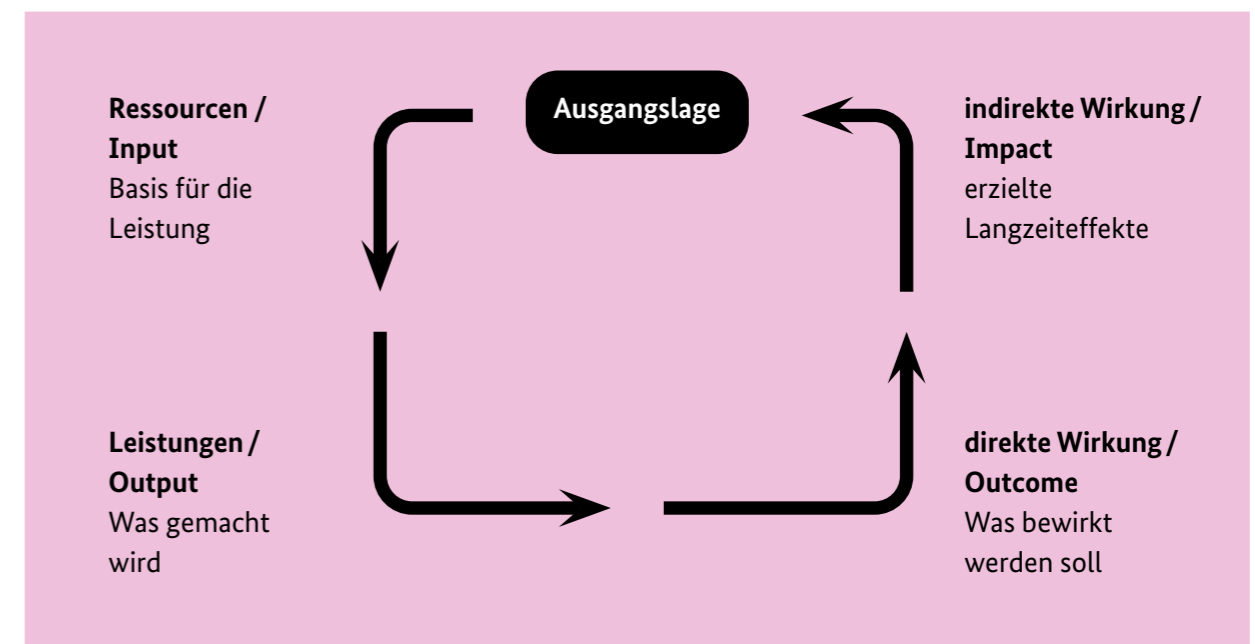 Ausgangslage
Ressourcen /
Input
Basis für die
Leistung
Leistungen /
Output
Was gemacht
wird
direkte Wirkung /
Outcome
Was bewirkt
werden soll
indirekte Wirkung /
Impact
erzielte
Langzeiteffekte